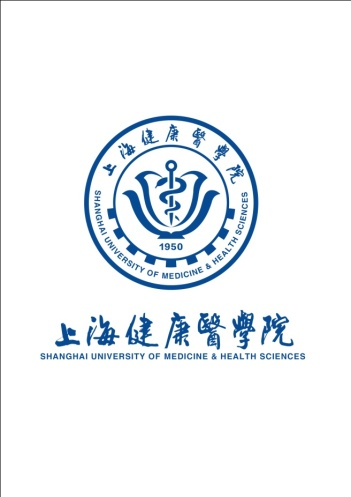 上海健康醫學院
1950
SHANGHAI UNIVERSITY OF MEDICINE & HEALTH SCIENCES
上海健康醫學院
SHANGHAI UNIVERSITY OF MEDICINE & HEALTH SCIENCES